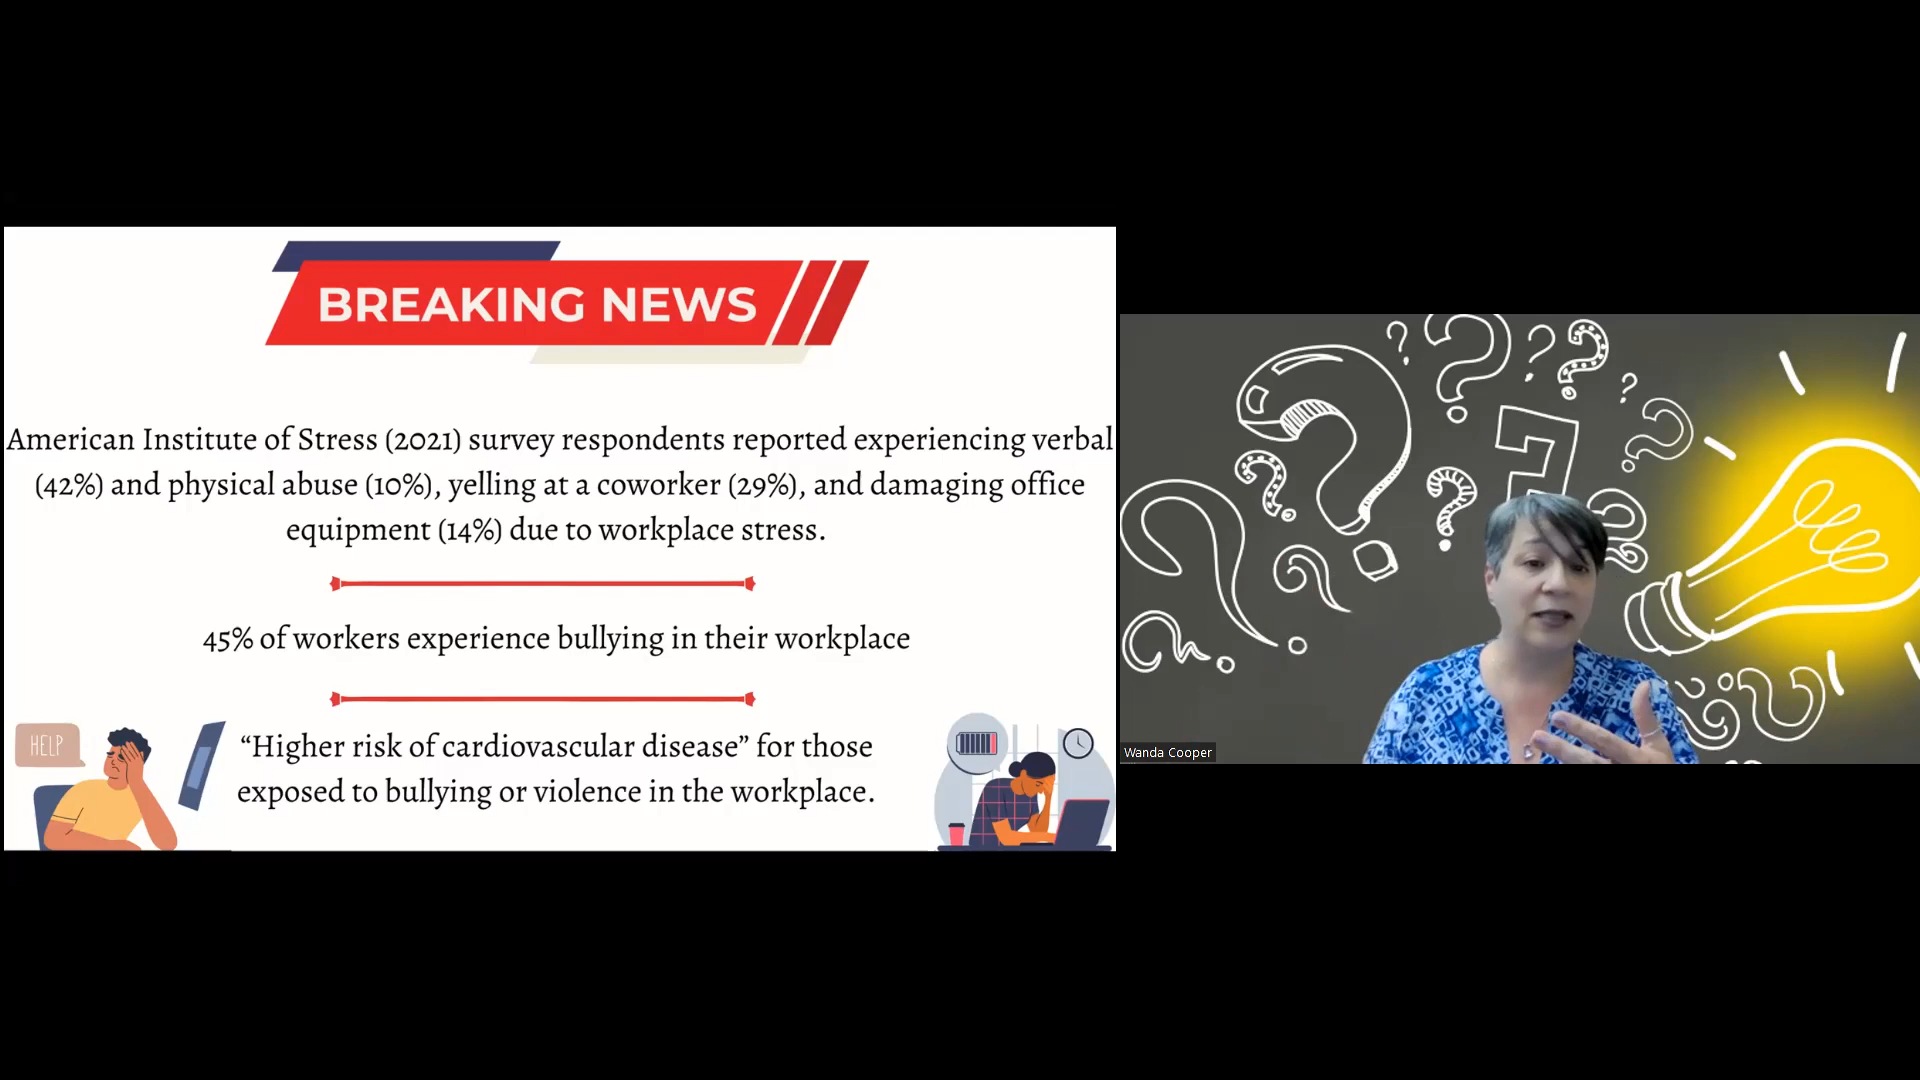 BREAKING NEWS
American Institute of Stress (2021) survey respondents reported experiencing verbal
(42%) and physical abuse (10%), yelling at a coworker (29%), and damaging office
equipment (14%) due to workplace stress.
45% of workers experience bullying in their workplace
HELP
“Higher risk of cardiovascular disease” for those
exposed to bullying or violence in the workplace.
Wanda Cooper